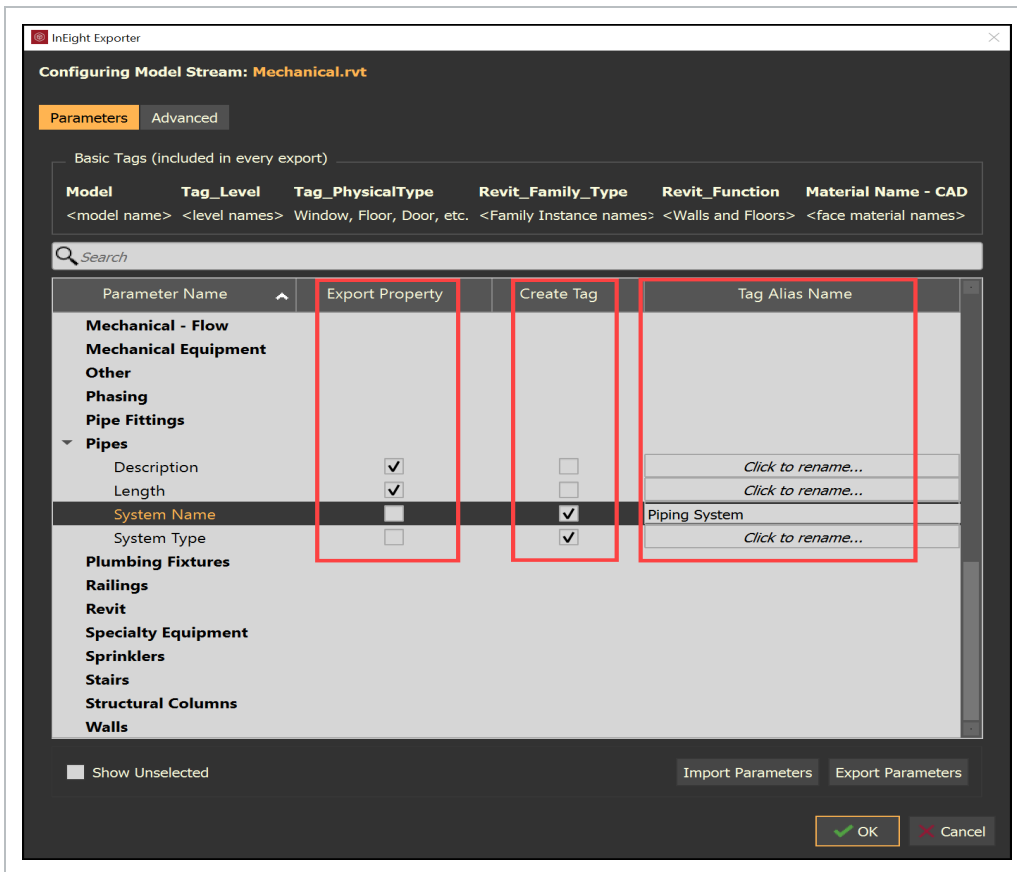 InEight Exporter
Configuring Model Stream: Mechanical.rvt
Parameters Advanced
Basic Tags (included in every export)
Model Tag_Level Tag_PhysicalType Revit_Family_Type Revit_Function Material Name - CAD
<model name> <level names> Window, Floor, Door, etc. <Family Instance names> <Walls and Floors> <face material names>
Search
Parameter Name Export Property Create Tag Tag Alias Name
Mechanical - Flow
Mechanical Equipment
Other
Phasing
Pipe Fittings
Pipes
Description Click to rename...
Length Click to rename...
System Name Piping System
System Type Click to rename...
Plumbing Fixtures
Railings
Revit
Specialty Equipment
Sprinklers
Stairs
Structural Columns
Walls
Show Unselected Import Parameters Export Parameters
OK Cancel